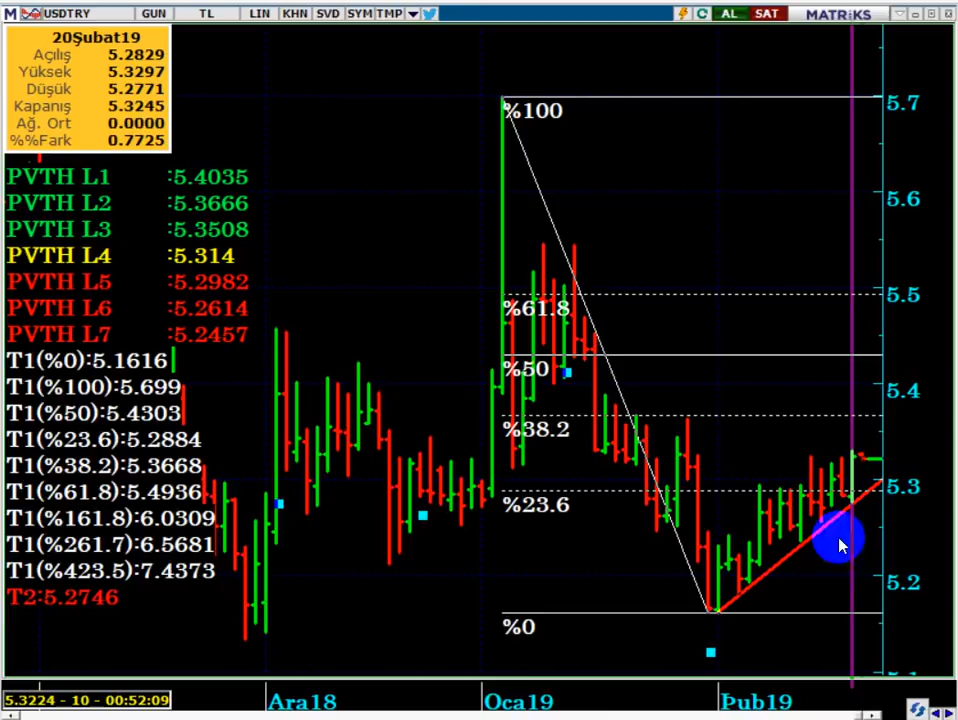 M USDTRY GUN TL LIN KHN SVD SYM TMP AL SAT MATRiKS
20Şubat19
Açılış 5.2829
Yüksek 5.3297
Düşük 5.2771
Kapanış 5.3245
Ağ. Ort 0.0000
%%Fark 0.7725
PVTH L1 :5.4035
PVTH L2 :5.3666
PVTH L3 :5.3508
PVTH L4 :5.314
PVTH L5 :5.2982
PVTH L6 :5.2614
PVTH L7 :5.2457
T1(%0):5.1616
T1(%100):5.699
T1(%50):5.4303
T1(%23.6):5.2884
T1(%38.2):5.3668
T1(%61.8):5.4936
T1(%161.8):6.0309
T1(%261.7):6.5681
T1(%423.5):7.4373
T2:5.2746
%100
%61.8
%50
%38.2
%23.6
%0
5.7
5.6
5.5
5.4
5.3
5.2
5.3224 - 10 - 00:52:09
Ara18 Oca19 Þub19